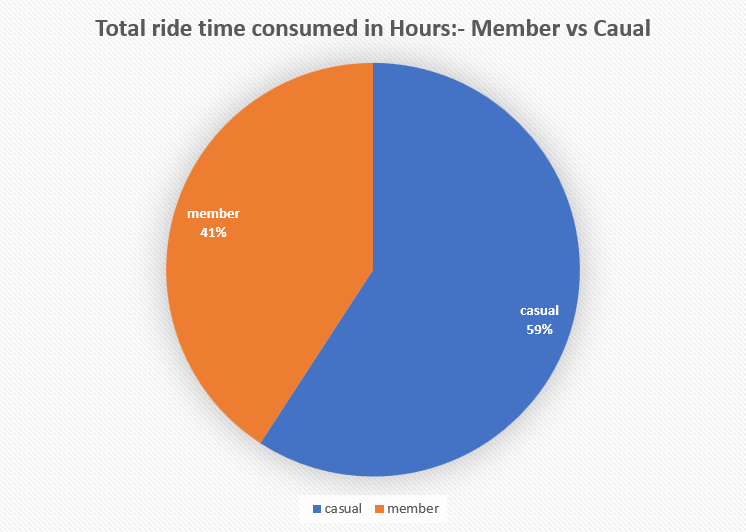 Total ride time consumed in Hours:- Member vs Caual
member
41%
casual
59%
casual member